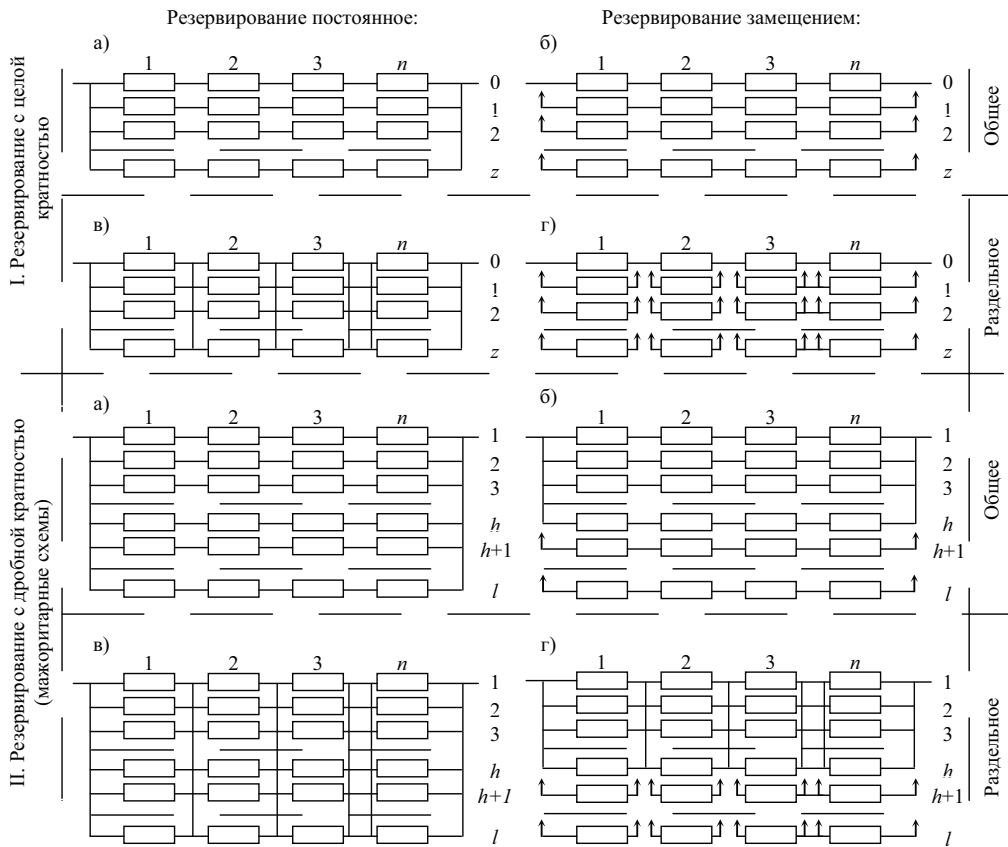 Резервирование постоянное:
Резервирование замещением:
I. Резервирование с целой
кратностью
а)
1 2 3 n
0
1
2
z
б)
1 2 3 n
0
1
2
z
Общее
в)
1 2 3 n
0
1
2
z
г)
1 2 3 n
0
1
2
z
Раздельное
II. Резервирование с дробной кратностью
(мажоритарные схемы)
а)
1 2 3 n
1
2
3
h
h+1
l
б)
1 2 3 n
1
2
3
h
h+1
l
Общее
в)
1 2 3 n
1
2
3
h
h+1
l
г)
1 2 3 n
1
2
3
h
h+1
l
Раздельное